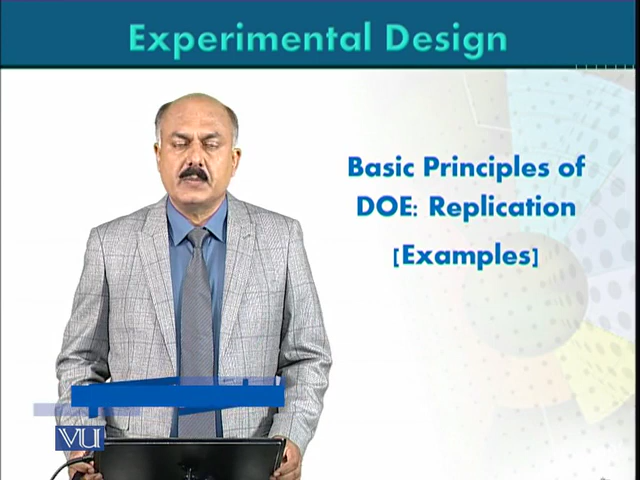 Experimental Design
Basic Principles of
DOE: Replication
[Examples]
VU